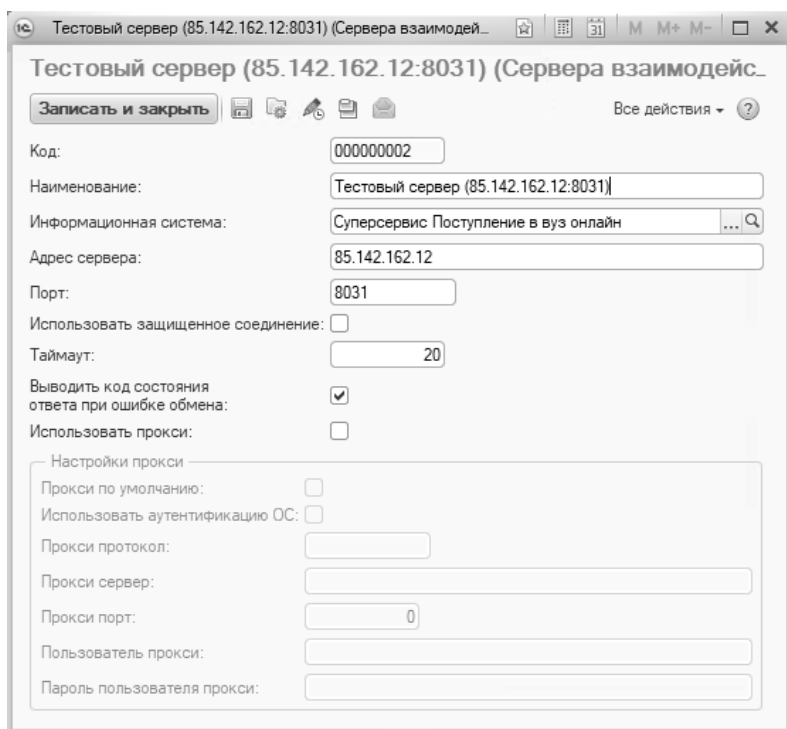 1С Тестовый сервер (85.142.162.12:8031) (Сервера взаимодей... 31 M M+ M-
Тестовый сервер (85.142.162.12:8031) (Сервера взаимодейс...
Записать и закрыть Все действия ?
Код: 000000002
Наименование: Тестовый сервер (85.142.162.12:8031)
Информационная система: Суперсервис Поступление в вуз онлайн ...
Адрес сервера: 85.142.162.12
Порт: 8031
Использовать защищенное соединение:
Таймаут: 20
Выводить код состояния
ответа при ошибке обмена:
Использовать прокси:
Настройки прокси
Прокси по умолчанию:
Использовать аутентификацию ОС:
Прокси протокол:
Прокси сервер:
Прокси порт: 0
Пользователь прокси:
Пароль пользователя прокси: